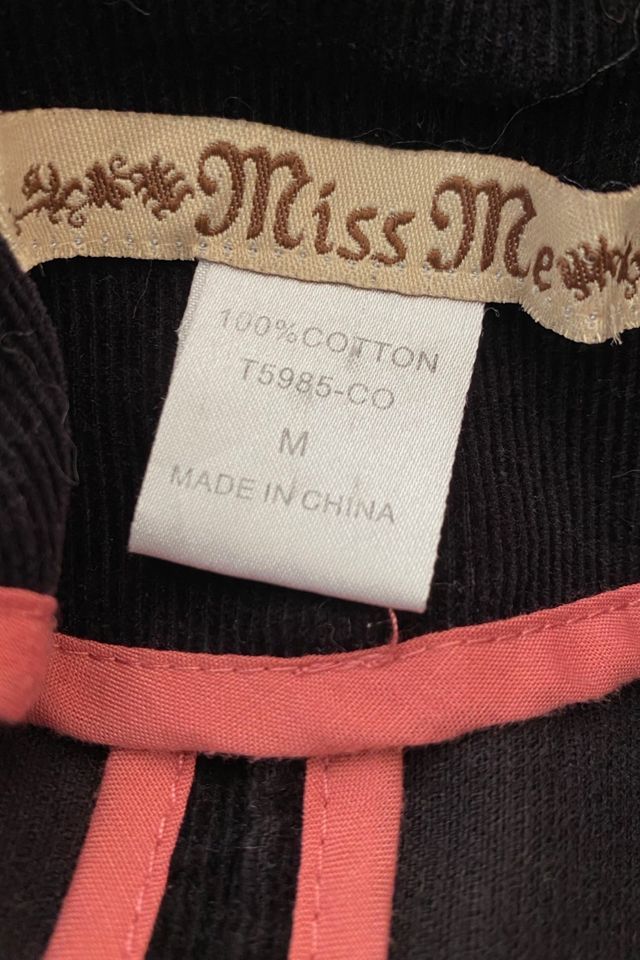 Miss Me
100%COTTON
T5985-CO
M
MADE IN CHINA